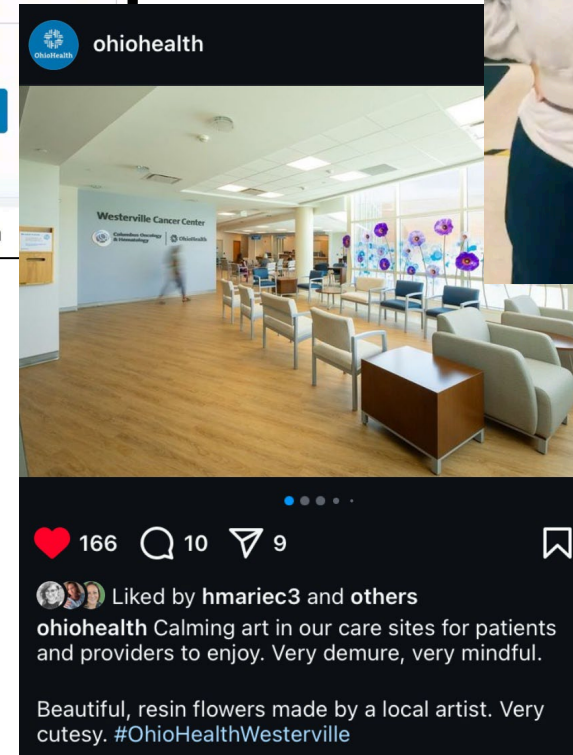 OhioHealth
ohiohealth
Westerville Cancer Center
Columbus Oncology
& Hematology
OhioHealth
166 10 9
Liked by hmariec3 and others
ohiohealth Calming art in our care sites for patients
and providers to enjoy. Very demure, very mindful.
Beautiful, resin flowers made by a local artist. Very
cutesy. #OhioHealthWesterville